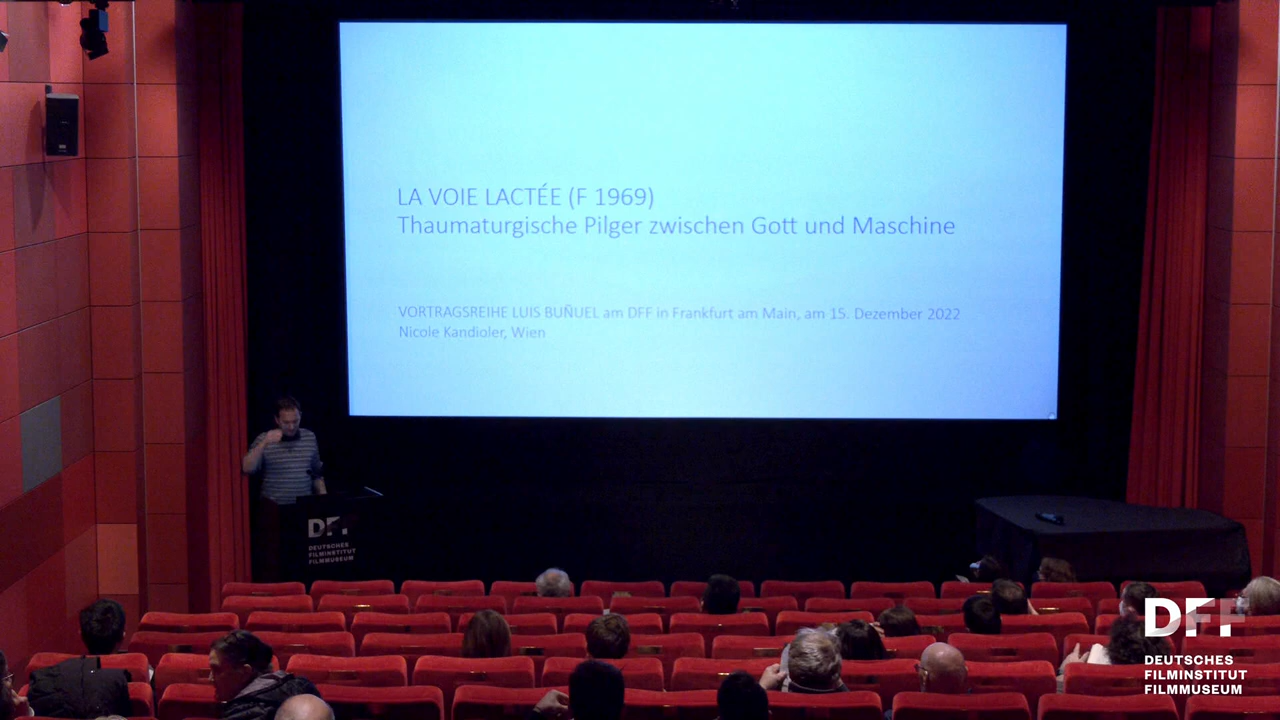 LA VOIE LACTÉE (F 1969)
Thaumaturgische Pilger zwischen Gott und Maschine
VORTRAGSREIHE LUIS BUÑUEL am DFF in Frankfurt am Main, am 15. Dezember 2022
Nicole Kandioler, Wien
DFF
DEUTSCHES
FILMINSTITUT
FILMMUSEUM
DFF
DEUTSCHES
FILMINSTITUT
FILMMUSEUM